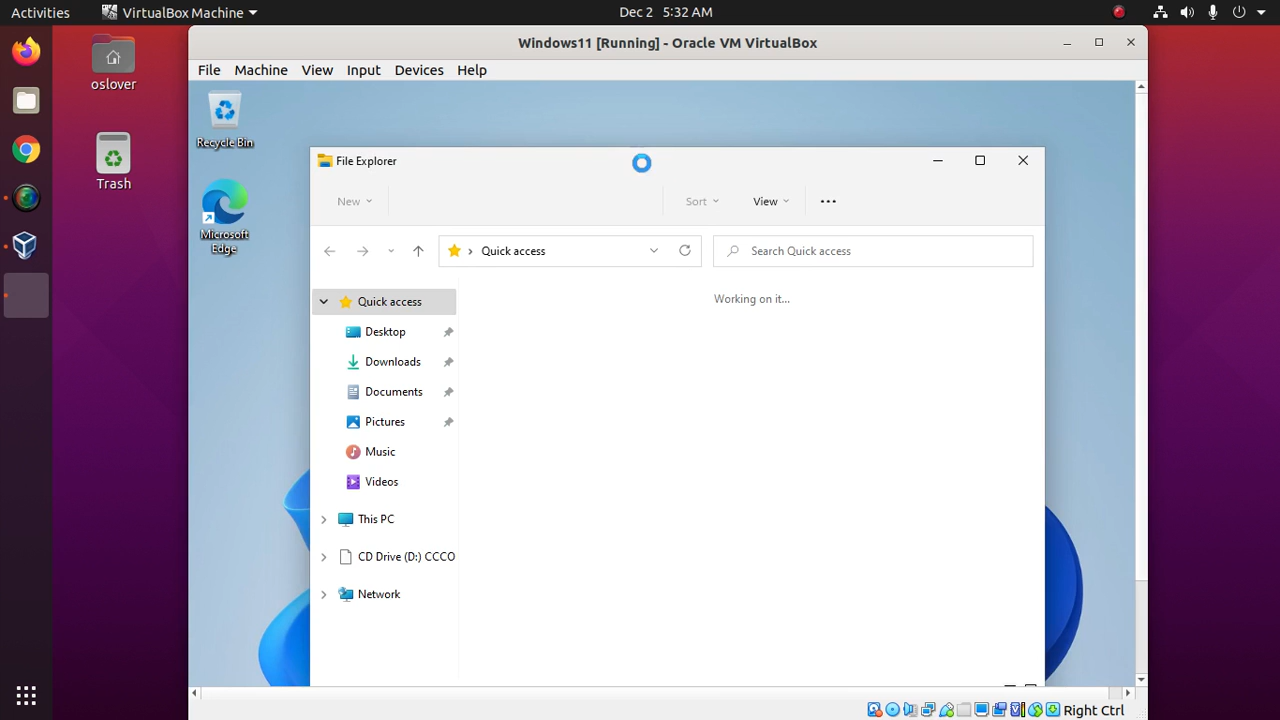 Activities
VirtualBox Machine
Dec 2 5:32 AM
oslover
Trash
Windows11 [Running] - Oracle VM VirtualBox
File Machine View Input Devices Help
Recycle Bin
Microsoft
Edge
File Explorer
New
Sort
View
Quick access
Search Quick access
Quick access
Working on it...
Desktop
Downloads
Documents
Pictures
Music
Videos
This PC
CD Drive (D:) CCCO
Network
Right Ctrl